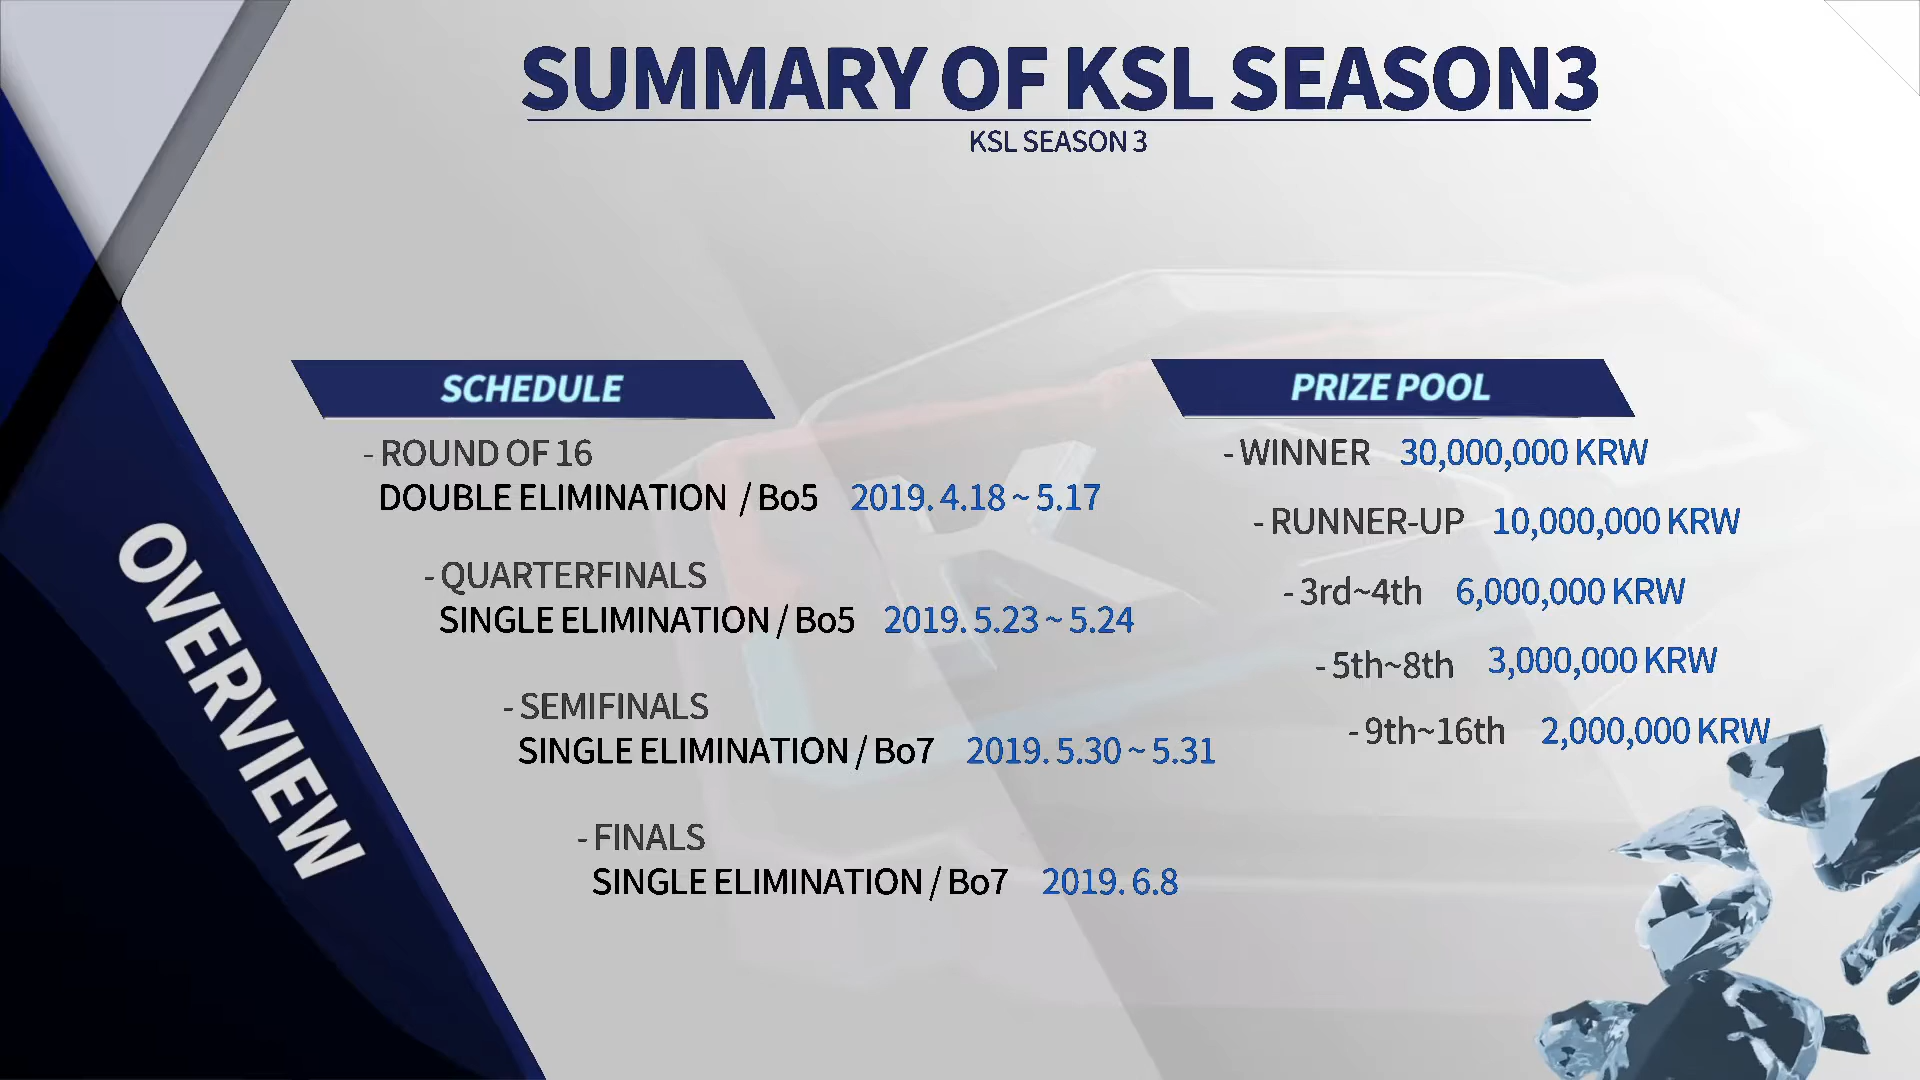 SUMMARY OF KSL SEASON3
KSL SEASON 3
OVERVIEW
SCHEDULE
- ROUND OF 16
DOUBLE ELIMINATION / Bo5 2019. 4.18 ~ 5.17
- QUARTERFINALS
SINGLE ELIMINATION / Bo5 2019. 5.23 ~ 5.24
- SEMIFINALS
SINGLE ELIMINATION / Bo7 2019. 5.30 ~ 5.31
- FINALS
SINGLE ELIMINATION / Bo7 2019. 6.8
PRIZE POOL
- WINNER 30,000,000 KRW
- RUNNER-UP 10,000,000 KRW
- 3rd~4th 6,000,000 KRW
- 5th~8th 3,000,000 KRW
- 9th~16th 2,000,000 KRW